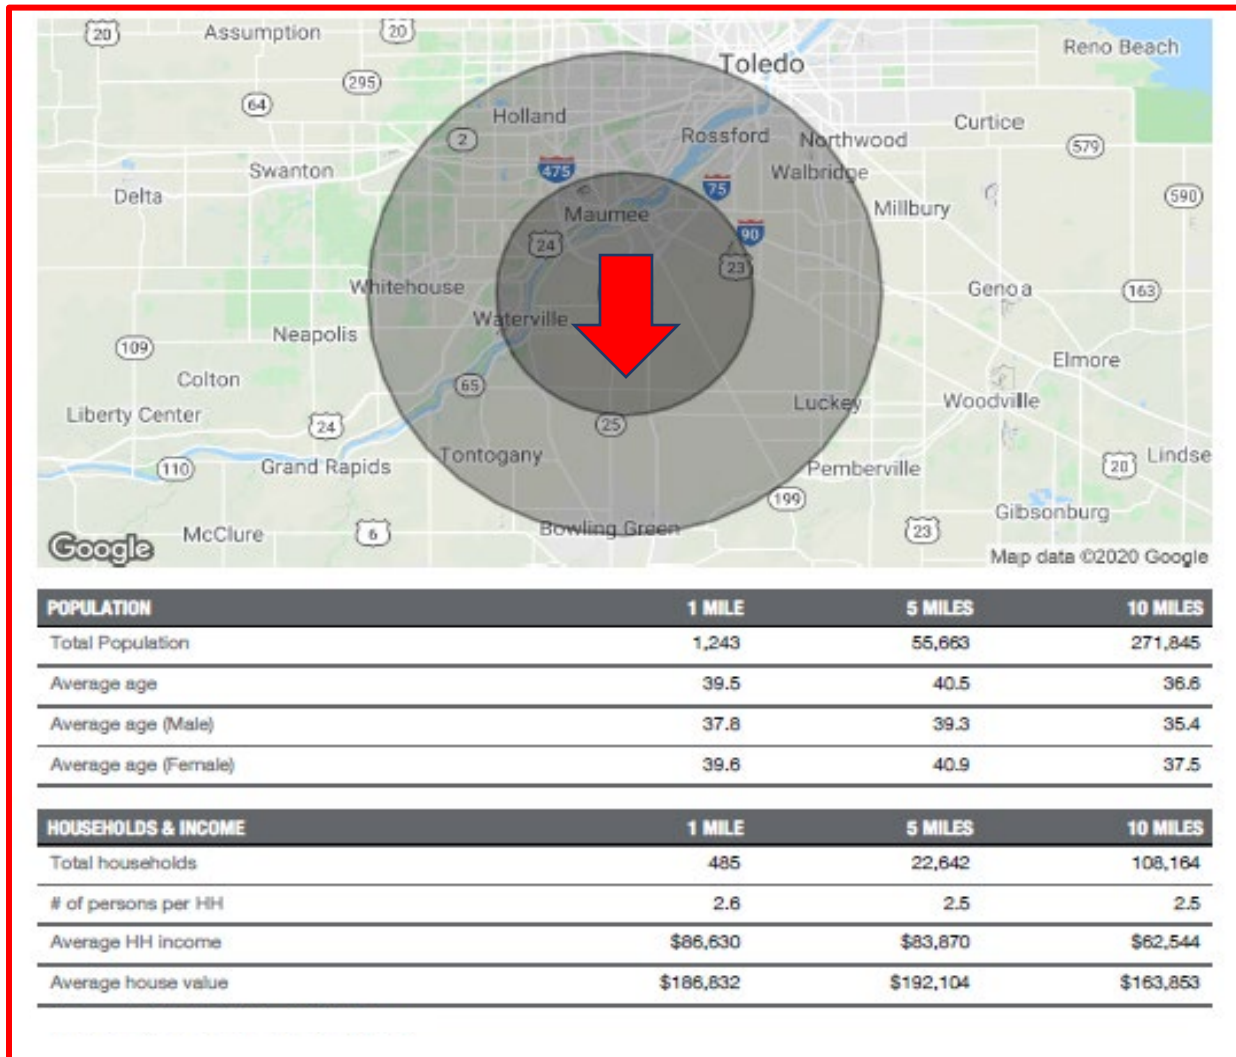 20
Assumption
20
Toledo
Reno Beach
295
64
Holland
2
Rossford
Northwood
Curtice
579
Swanton
475
75
Walbridge
Delta
Maumee
Millbury
590
24
90
23
Whitehouse
Genoa
163
Waterville
Neapolis
109
Elmore
Colton
65
Luckey
Woodville
Liberty Center
24
25
Tontogany
110
Grand Rapids
Pemberville
20
Lindse
199
Gibsonburg
McClure
6
Bowling Green
23
Google
Map data ©2020 Google
POPULATION 1 MILE 5 MILES 10 MILES
Total Population 1,243 55,663 271,845
Average age 39.5 40.5 36.6
Average age (Male) 37.8 39.3 35.4
Average age (Female) 39.6 40.9 37.5
HOUSEHOLDS & INCOME 1 MILE 5 MILES 10 MILES
Total households 485 22,642 108,164
# of persons per HH 2.6 2.5 2.5
Average HH income $86,630 $83,870 $62,544
Average house value $186,832 $192,104 $163,853